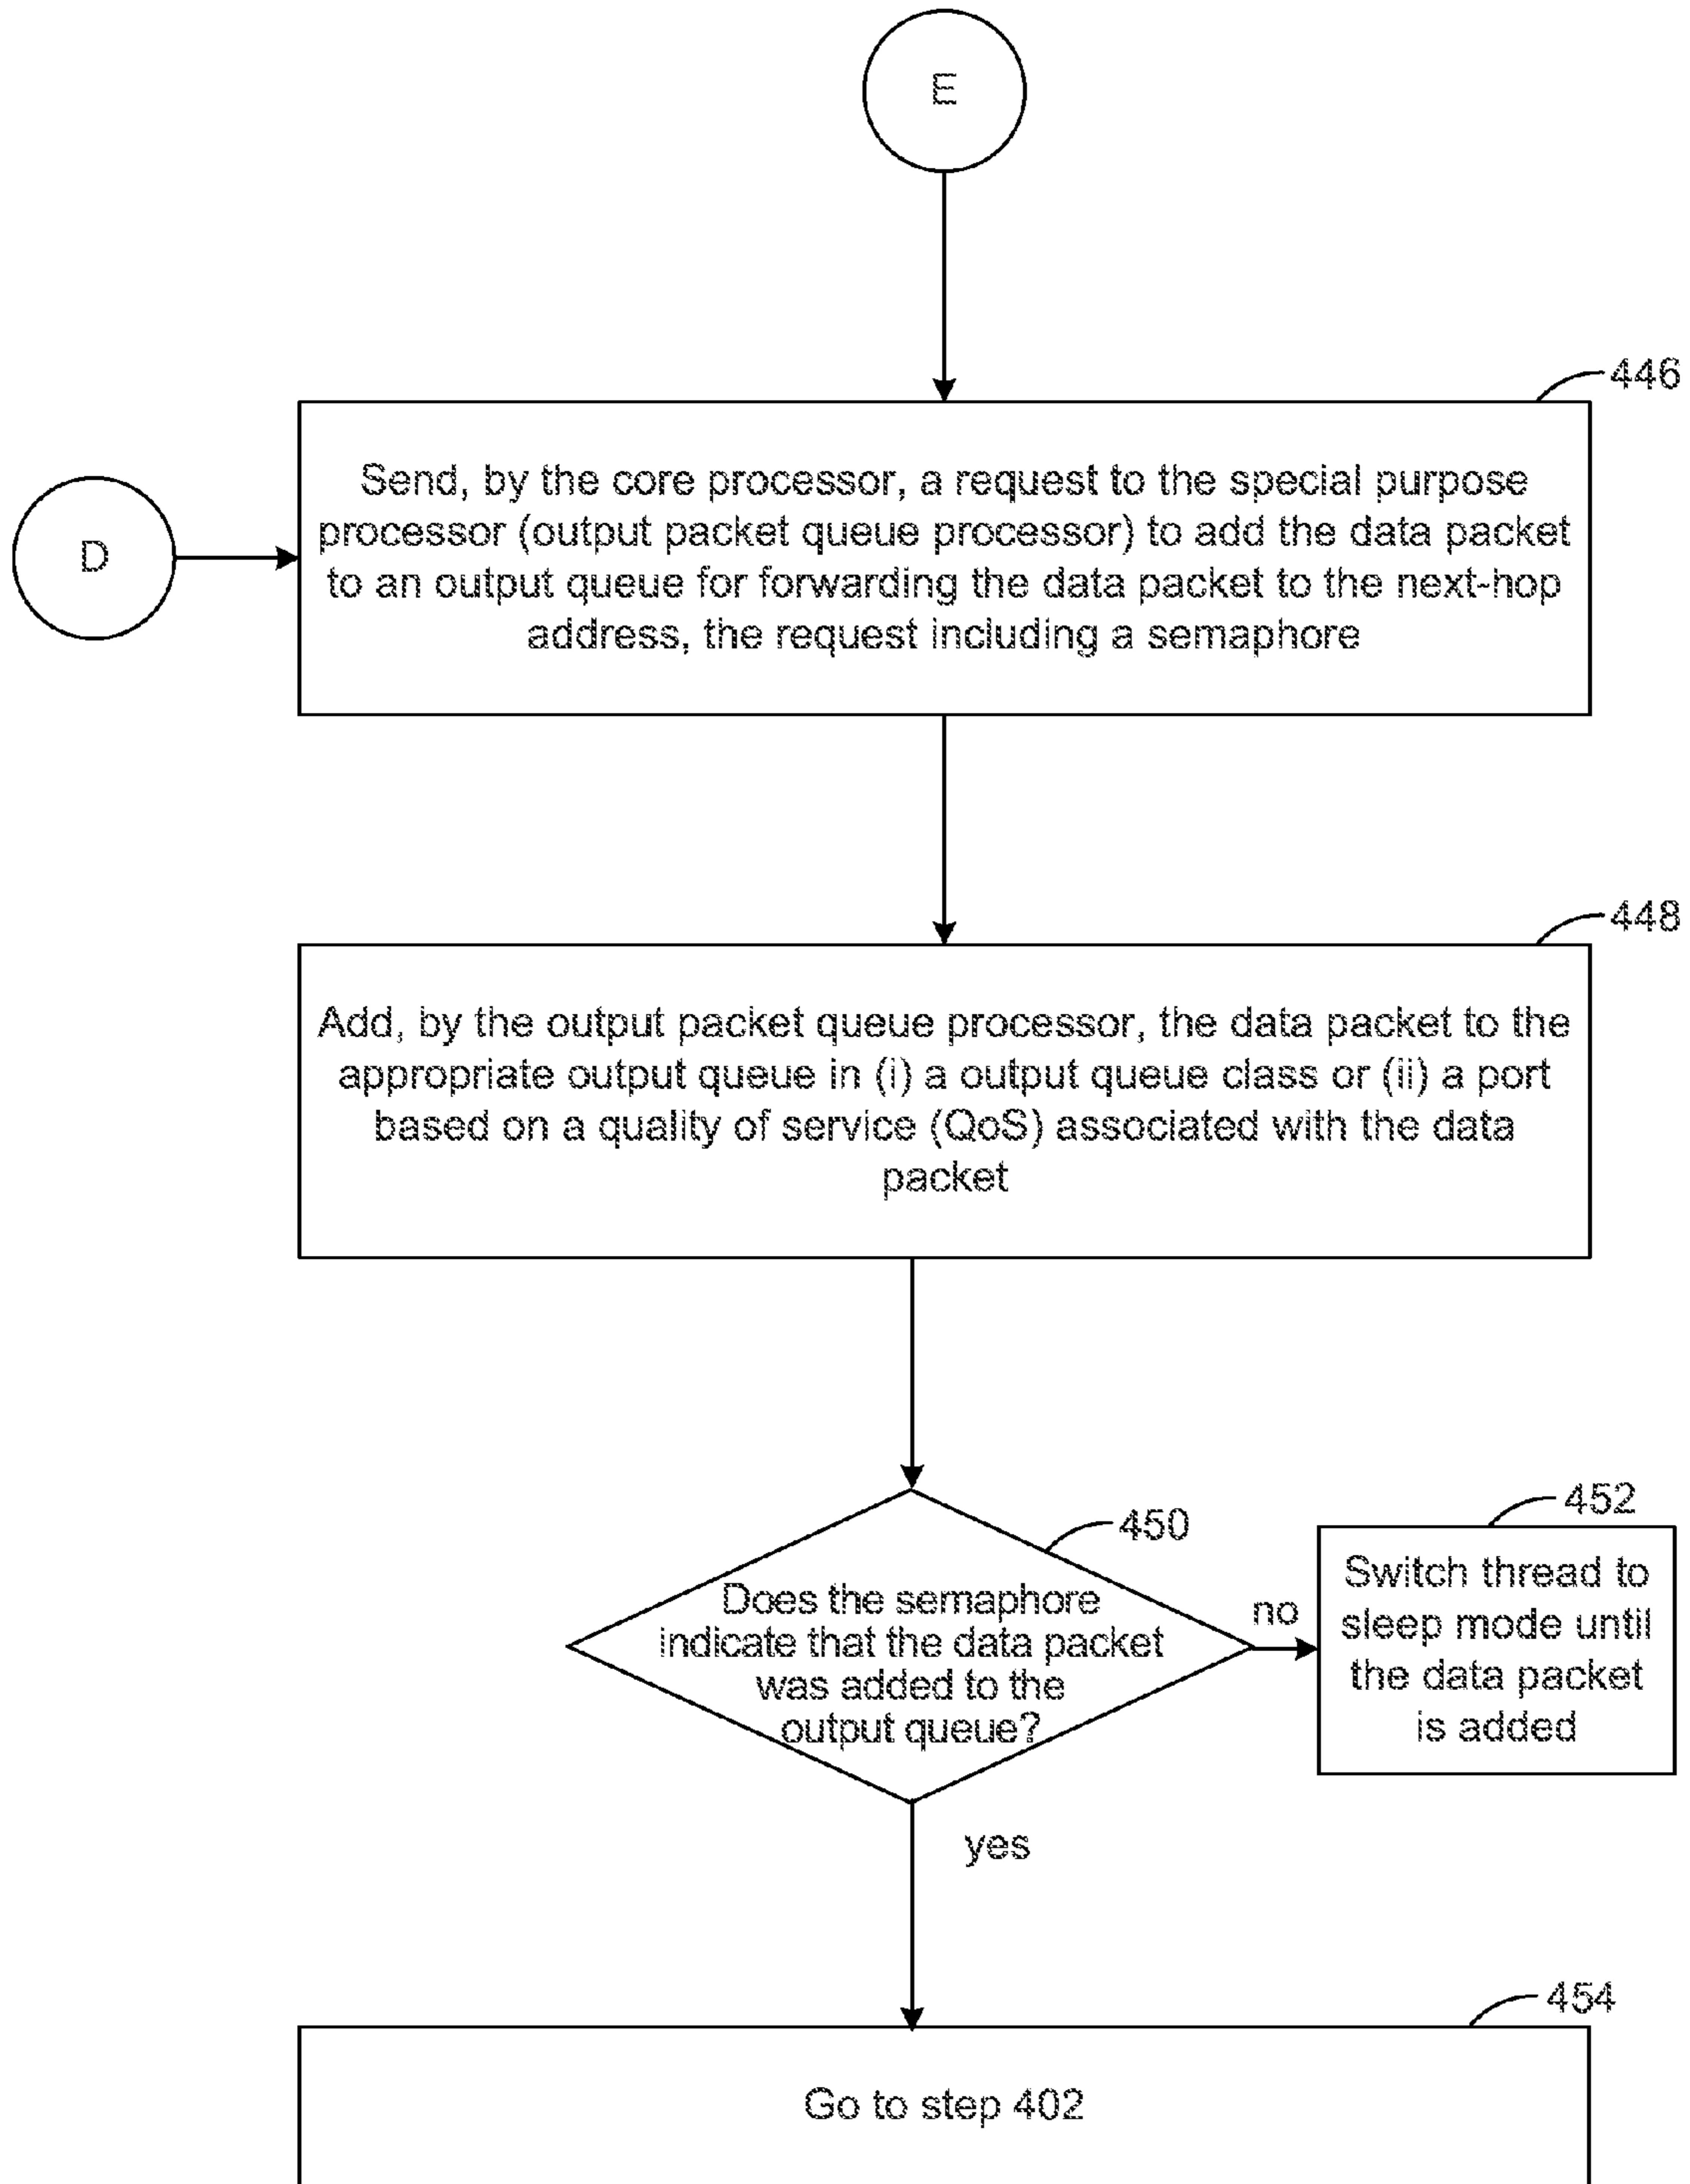 E
446
Send, by the core processor, a request to the special purpose
processor (output packet queue processor) to add the data packet
to an output queue for forwarding the data packet to the next-hop
address, the request including a semaphore
D
448
Add, by the output packet queue processor, the data packet to the
appropriate output queue in (i) a output queue class or (ii) a port
based on a quality of service (QoS) associated with the data
packet
450
Does the semaphore
indicate that the data packet
was added to the
output queue?
no
452
Switch thread to
sleep mode until
the data packet
is added
yes
454
Go to step 402